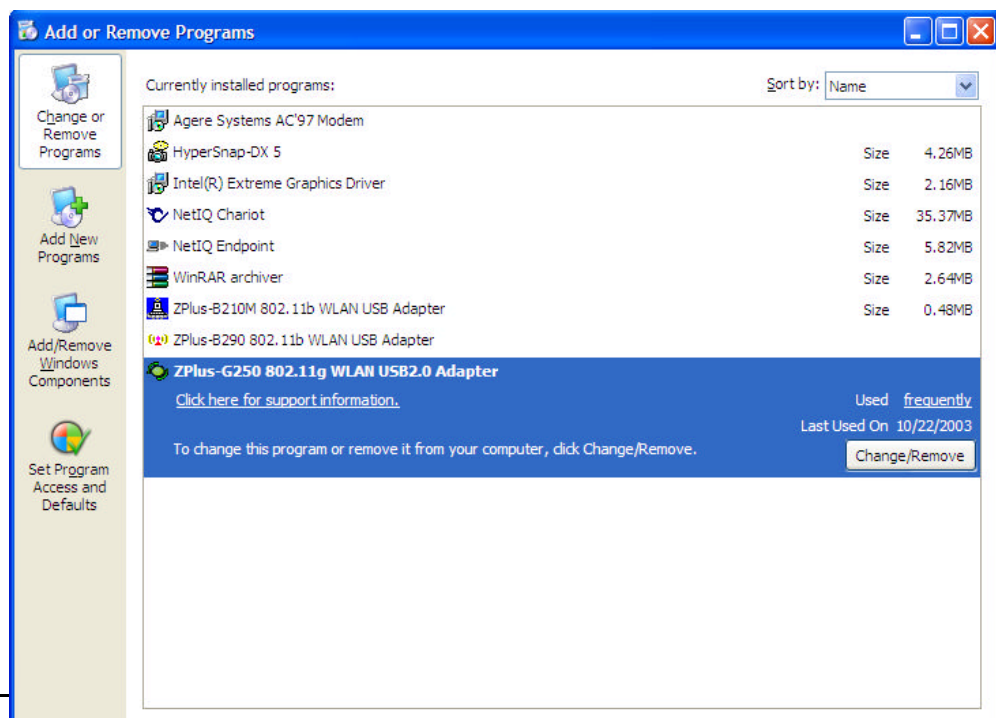 Add or Remove Programs
Change or
Remove
Programs
Add New
Programs
Add/Remove
Windows
Components
Set Program
Access and
Defaults
Currently installed programs:
Sort by: Name
Agere Systems AC'97 Modem
HyperSnap-DX 5 Size 4.26MB
Intel(R) Extreme Graphics Driver Size 2.16MB
NetIQ Chariot Size 35.37MB
NetIQ Endpoint Size 5.82MB
WinRAR archiver Size 2.64MB
ZPlus-B210M 802.11b WLAN USB Adapter Size 0.48MB
ZPlus-B290 802.11b WLAN USB Adapter
ZPlus-G250 802.11g WLAN USB2.0 Adapter
Click here for support information. Used frequently
Last Used On 10/22/2003
To change this program or remove it from your computer, click Change/Remove. Change/Remove